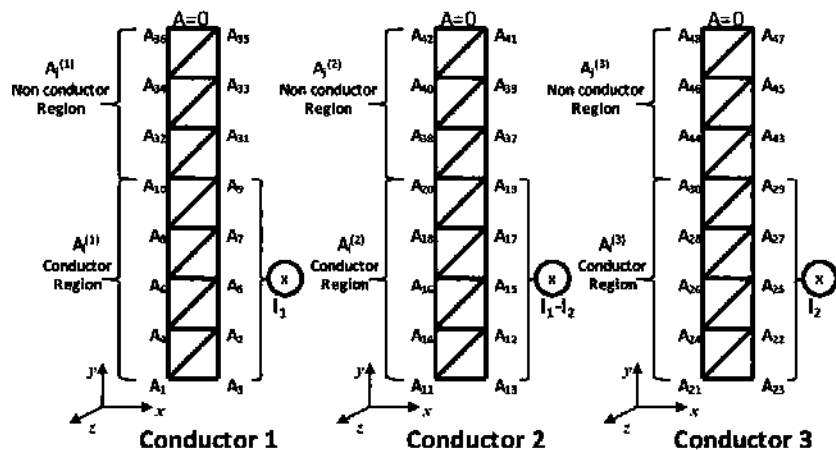 A=0
A₃₆ A₃₅
Aⱼ⁽¹⁾
Non conductor
Region
A₃₄ A₃₃
A₃₂ A₃₁
A₁₀ A₉
Aᵢ⁽¹⁾
Conductor
Region
A₈ A₇
I₁
x
A₄ A₂
A₁ A₃
y
x
z
Conductor 1
A=0
A₄₂ A₄₁
Aⱼ⁽²⁾
Non conductor
Region
A₄₀ A₃₉
A₃₈ A₃₇
A₂₀ A₁₉
Aᵢ⁽²⁾
Conductor
Region
A₁₈ A₁₇
A₁₆ A₁₅
x
I₁-I₂
A₁₄ A₁₂
A₁₁ A₁₃
y
x
z
Conductor 2
A=0
A₄₈ A₄₇
Aⱼ⁽³⁾
Non conductor
Region
A₄₆ A₄₅
A₄₄ A₄₃
A₃₀ A₂₉
Aᵢ⁽³⁾
Conductor
Region
A₂₈ A₂₇
A₂₆ A₂₅
x
I₂
A₂₄ A₂₂
A₂₁ A₂₃
y
x
z
Conductor 3